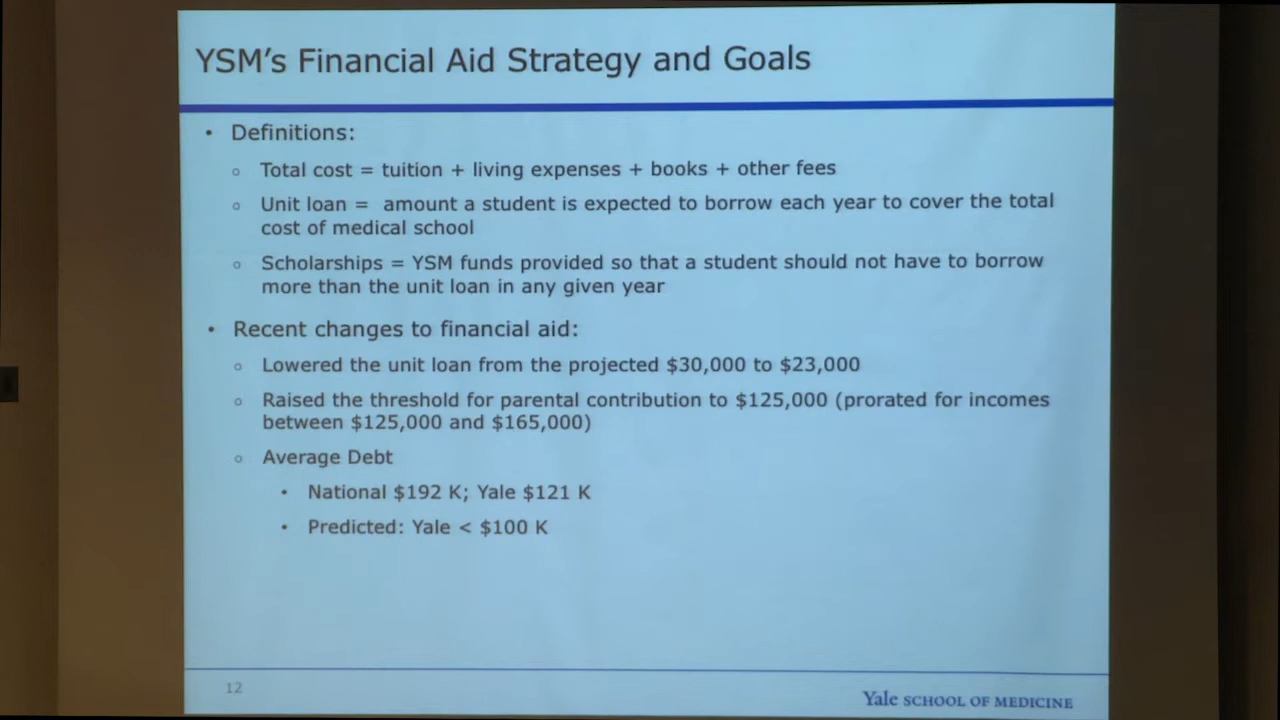 YSM's Financial Aid Strategy and Goals
• Definitions:
○ Total cost = tuition + living expenses + books + other fees
○ Unit loan = amount a student is expected to borrow each year to cover the total
cost of medical school
○ Scholarships = YSM funds provided so that a student should not have to borrow
more than the unit loan in any given year
• Recent changes to financial aid:
○ Lowered the unit loan from the projected $30,000 to $23,000
○ Raised the threshold for parental contribution to $125,000 (prorated for incomes
between $125,000 and $165,000)
○ Average Debt
• National $192 K; Yale $121 K
• Predicted: Yale < $100 K
12
Yale SCHOOL OF MEDICINE